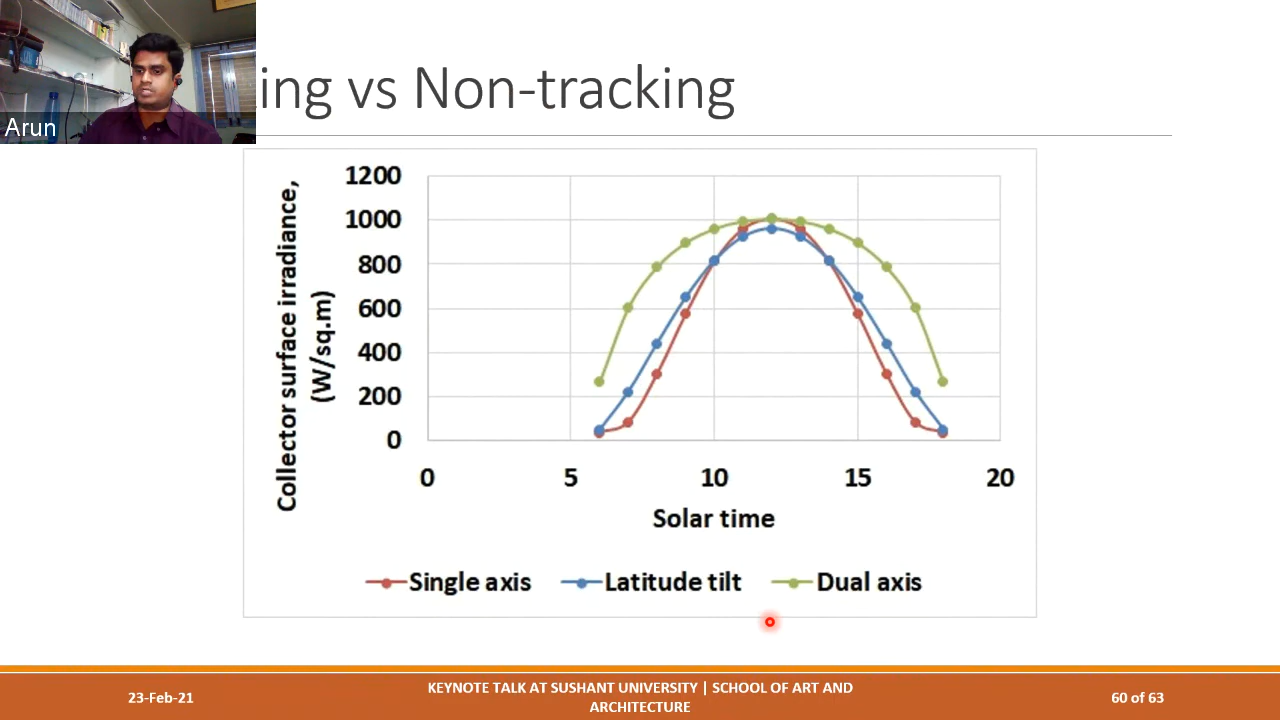 Arun
ing vs Non-tracking
Collector surface irradiance,
(W/sq.m)
1200
1000
800
600
400
200
0
0 5 10 15 20
Solar time
Single axis Latitude tilt Dual axis
23-Feb-21
KEYNOTE TALK AT SUSHANT UNIVERSITY | SCHOOL OF ART AND
ARCHITECTURE
60 of 63